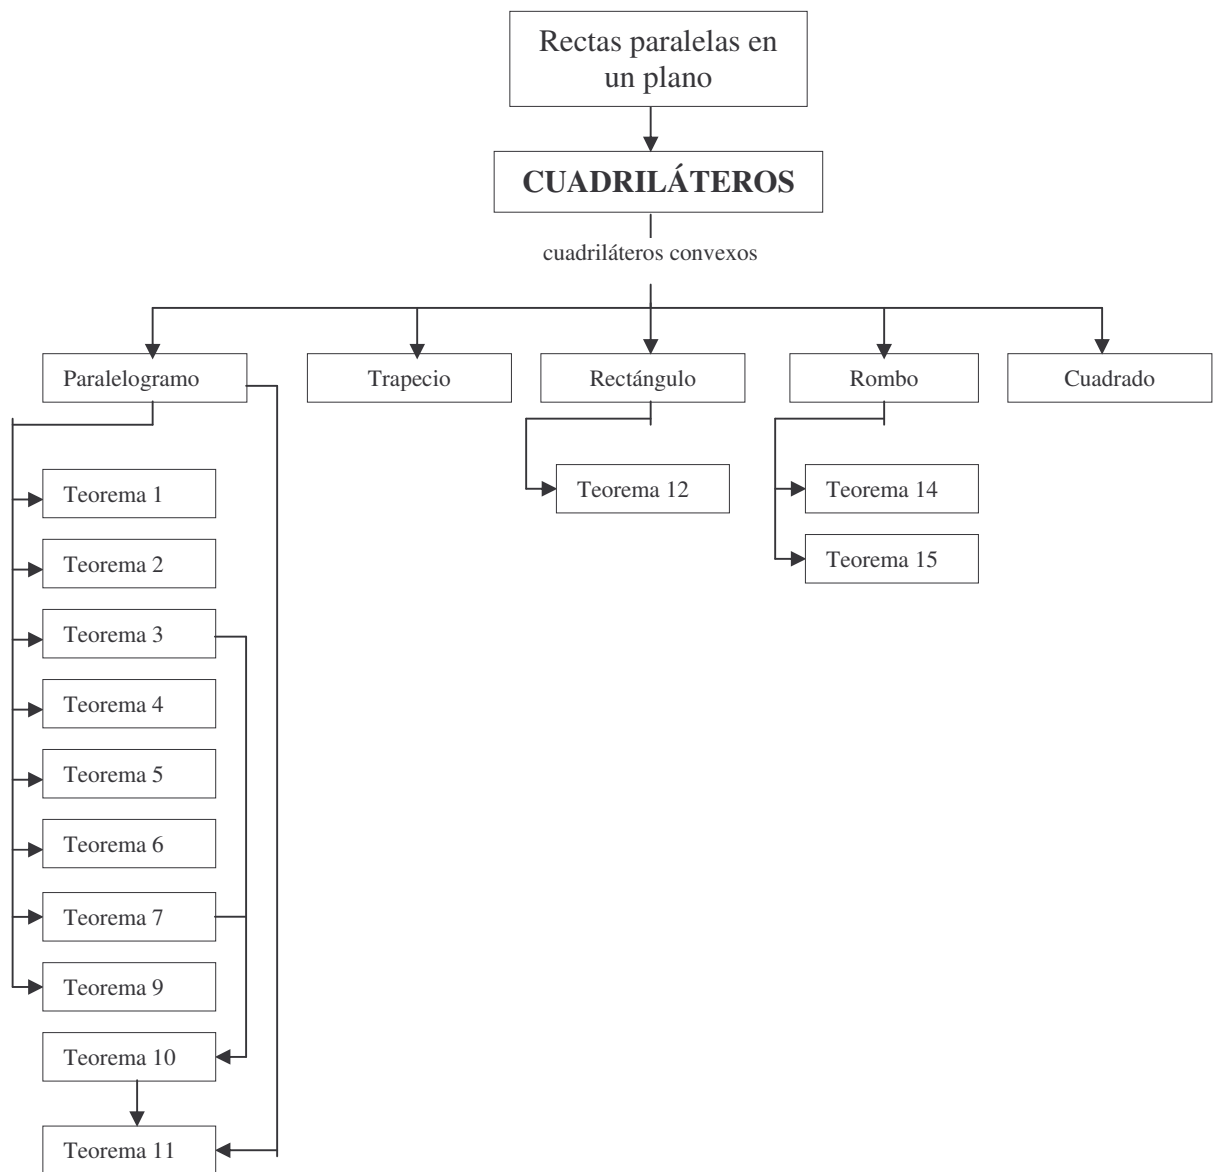 Rectas paralelas en
un plano
CUADRILÁTEROS
cuadriláteros convexos
Paralelogramo
Trapecio
Rectángulo
Rombo
Cuadrado
Teorema 1
Teorema 12
Teorema 14
Teorema 2
Teorema 15
Teorema 3
Teorema 4
Teorema 5
Teorema 6
Teorema 7
Teorema 9
Teorema 10
Teorema 11